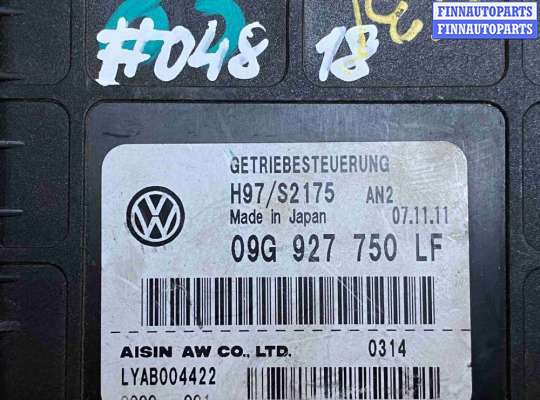 FINNAUTOPARTS
FINNAUTOPARTS
#048 18
GETRIEBESTEUERUNG
H97/S2175 AN2
Made in Japan 07.11.11
09G 927 750 LF
AISIN AW CO., LTD. 0314
LYAB004422